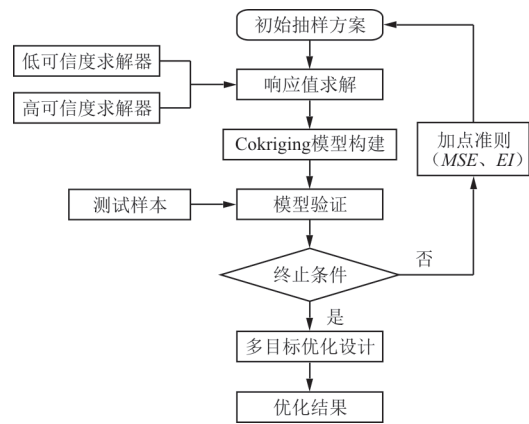 初始抽样方案
低可信度求解器
响应值求解
高可信度求解器
Cokriging模型构建
加点准则
（MSE、EI）
测试样本
模型验证
终止条件
否
是
多目标优化设计
优化结果